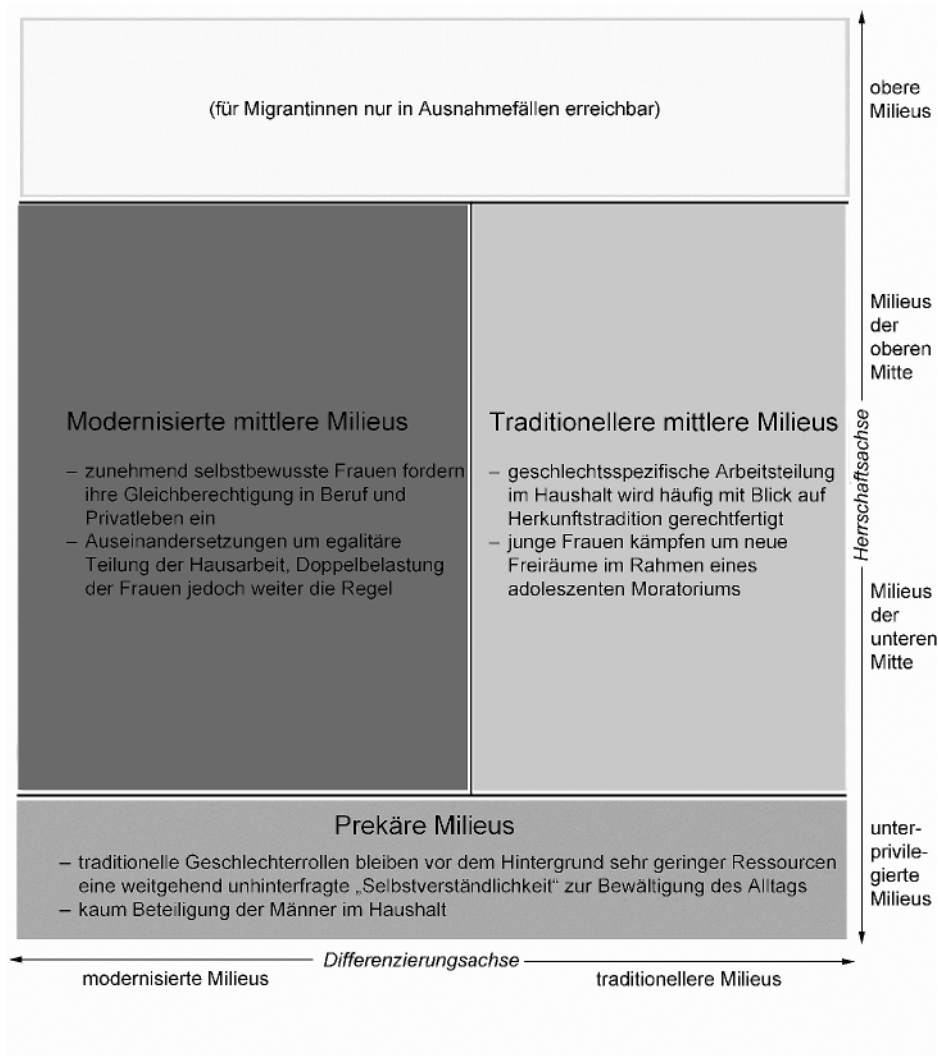 (für Migrantinnen nur in Ausnahmefällen erreichbar)
obere
Milieus
Milieus
der
oberen
Mitte
Modernisierte mittlere Milieus
– zunehmend selbstbewusste Frauen fordern
ihre Gleichberechtigung in Beruf und
Privatleben ein
– Auseinandersetzungen um egalitäre
Teilung der Hausarbeit, Doppelbelastung
der Frauen jedoch weiter die Regel
Traditionellere mittlere Milieus
– geschlechtsspezifische Arbeitsteilung
im Haushalt wird häufig mit Blick auf
Herkunftstradition gerechtfertigt
– junge Frauen kämpfen um neue
Freiräume im Rahmen eines
adoleszenten Moratoriums
Herrschaftsachse
Milieus
der
unteren
Mitte
Prekäre Milieus
– traditionelle Geschlechterrollen bleiben vor dem Hintergrund sehr geringer Ressourcen
eine weitgehend unhinterfragte „Selbstverständlichkeit“ zur Bewältigung des Alltags
– kaum Beteiligung der Männer im Haushalt
unter-
privile-
gierte
Milieus
Differenzierungsachse
modernisierte Milieus
traditionellere Milieus